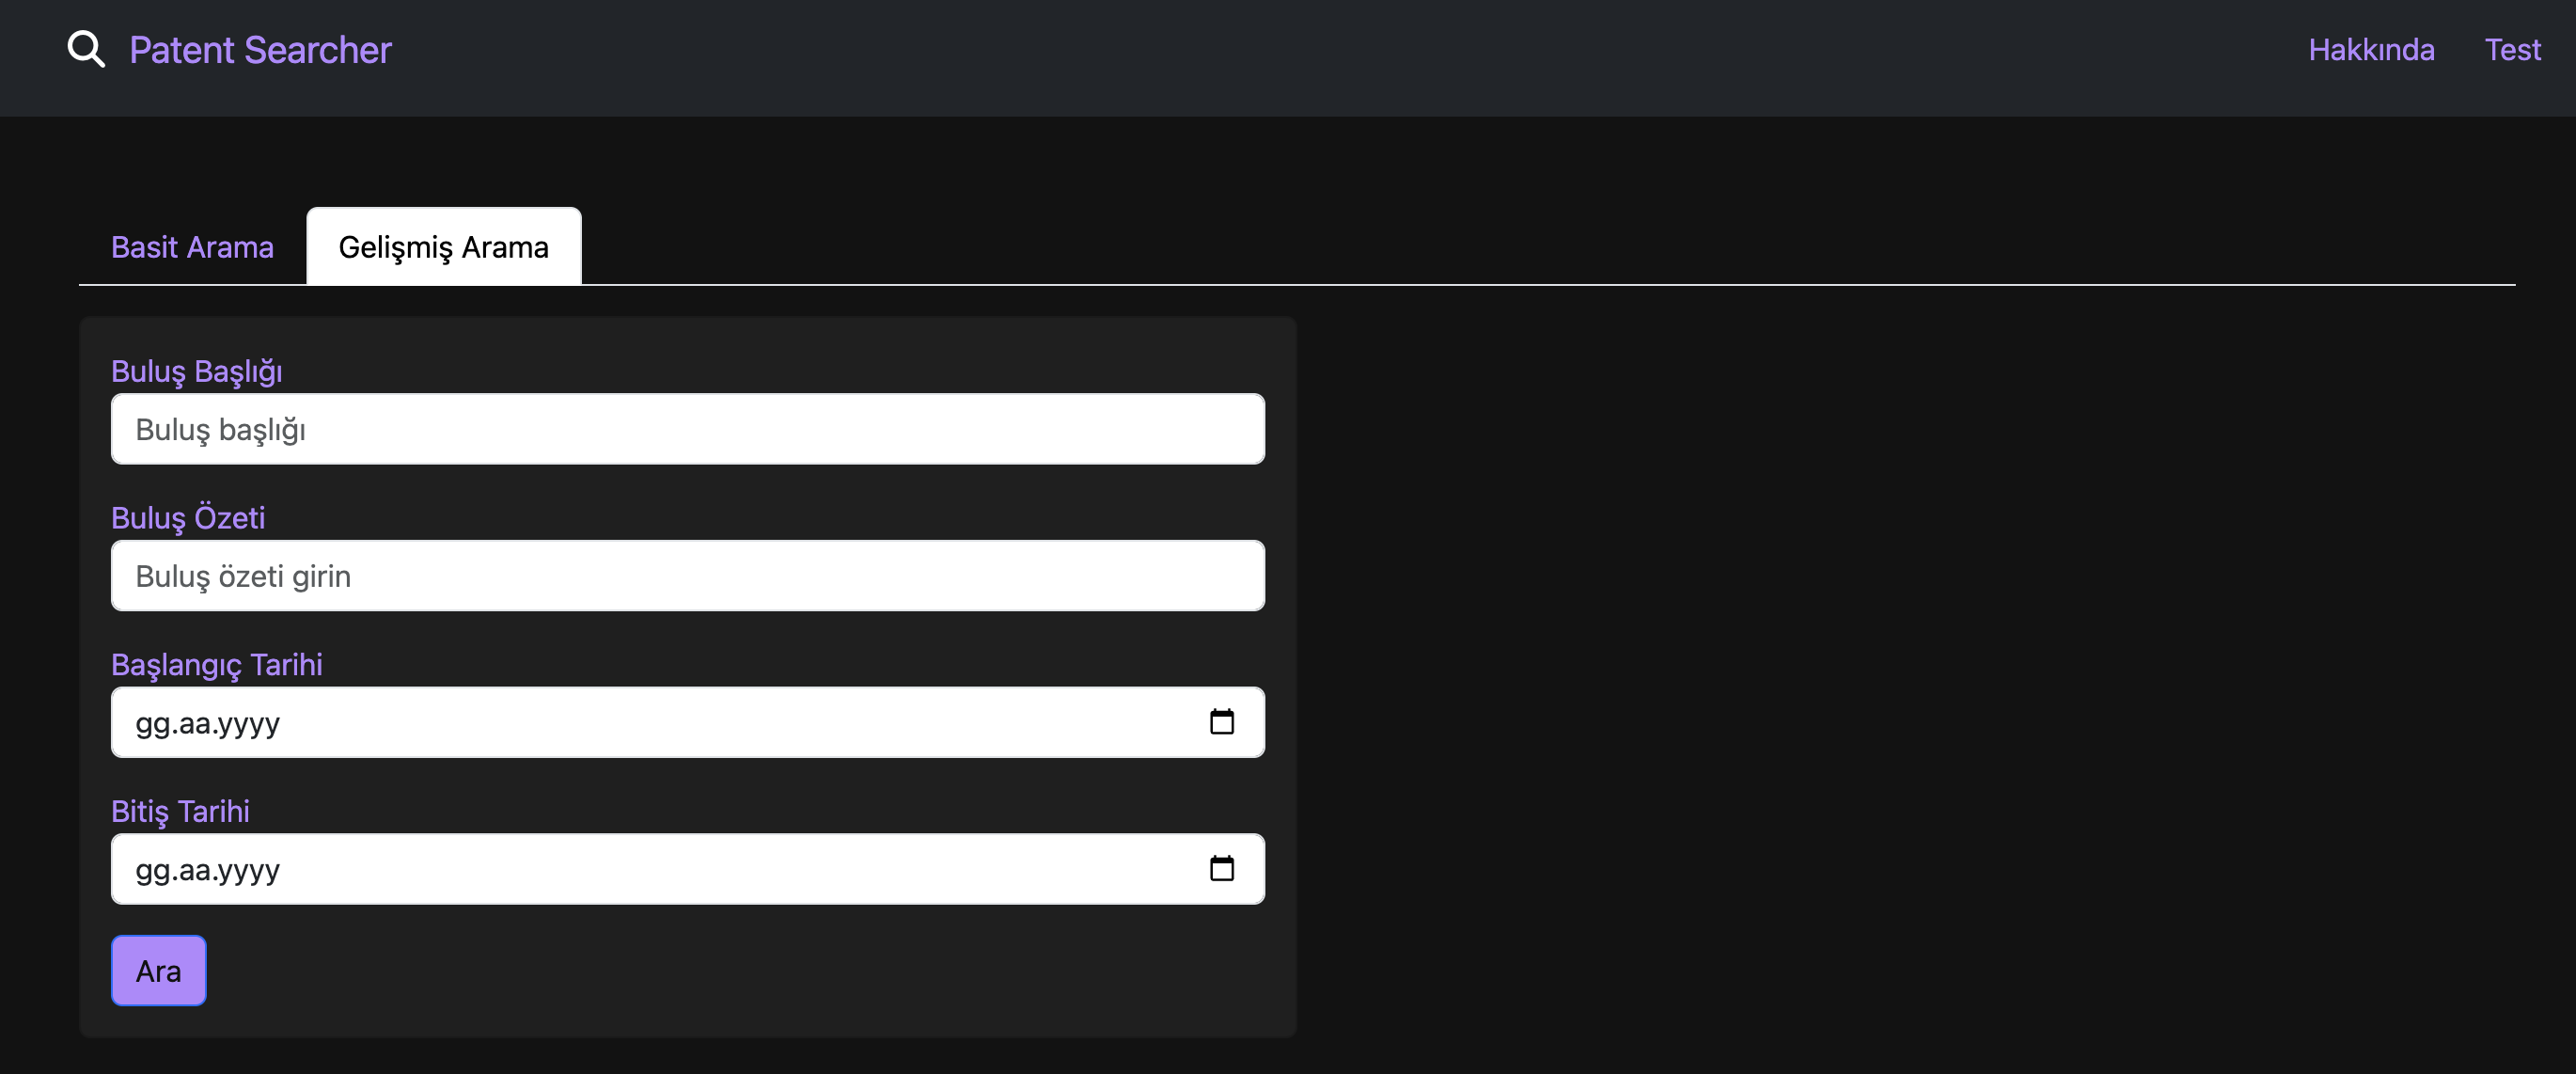 Patent Searcher
Hakkında
Test
Basit Arama
Gelişmiş Arama
Buluş Başlığı
Buluş başlığı
Buluş Özeti
Buluş özeti girin
Başlangıç Tarihi
gg.aa.yyyy
Bitiş Tarihi
gg.aa.yyyy
Ara